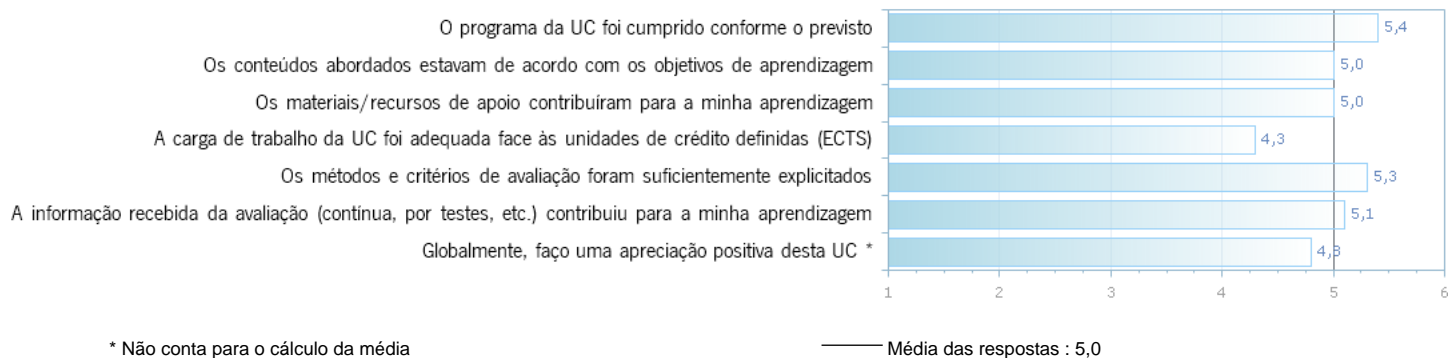 O programa da UC foi cumprido conforme o previsto 5,4
Os conteúdos abordados estavam de acordo com os objetivos de aprendizagem 5,0
Os materiais/recursos de apoio contribuíram para a minha aprendizagem 5,0
A carga de trabalho da UC foi adequada face às unidades de crédito definidas (ECTS) 4,3
Os métodos e critérios de avaliação foram suficientemente explicitados 5,3
A informação recebida da avaliação (contínua, por testes, etc.) contribuiu para a minha aprendizagem 5,1
Globalmente, faço uma apreciação positiva desta UC * 4,8
1 2 3 4 5 6
* Não conta para o cálculo da média Média das respostas : 5,0